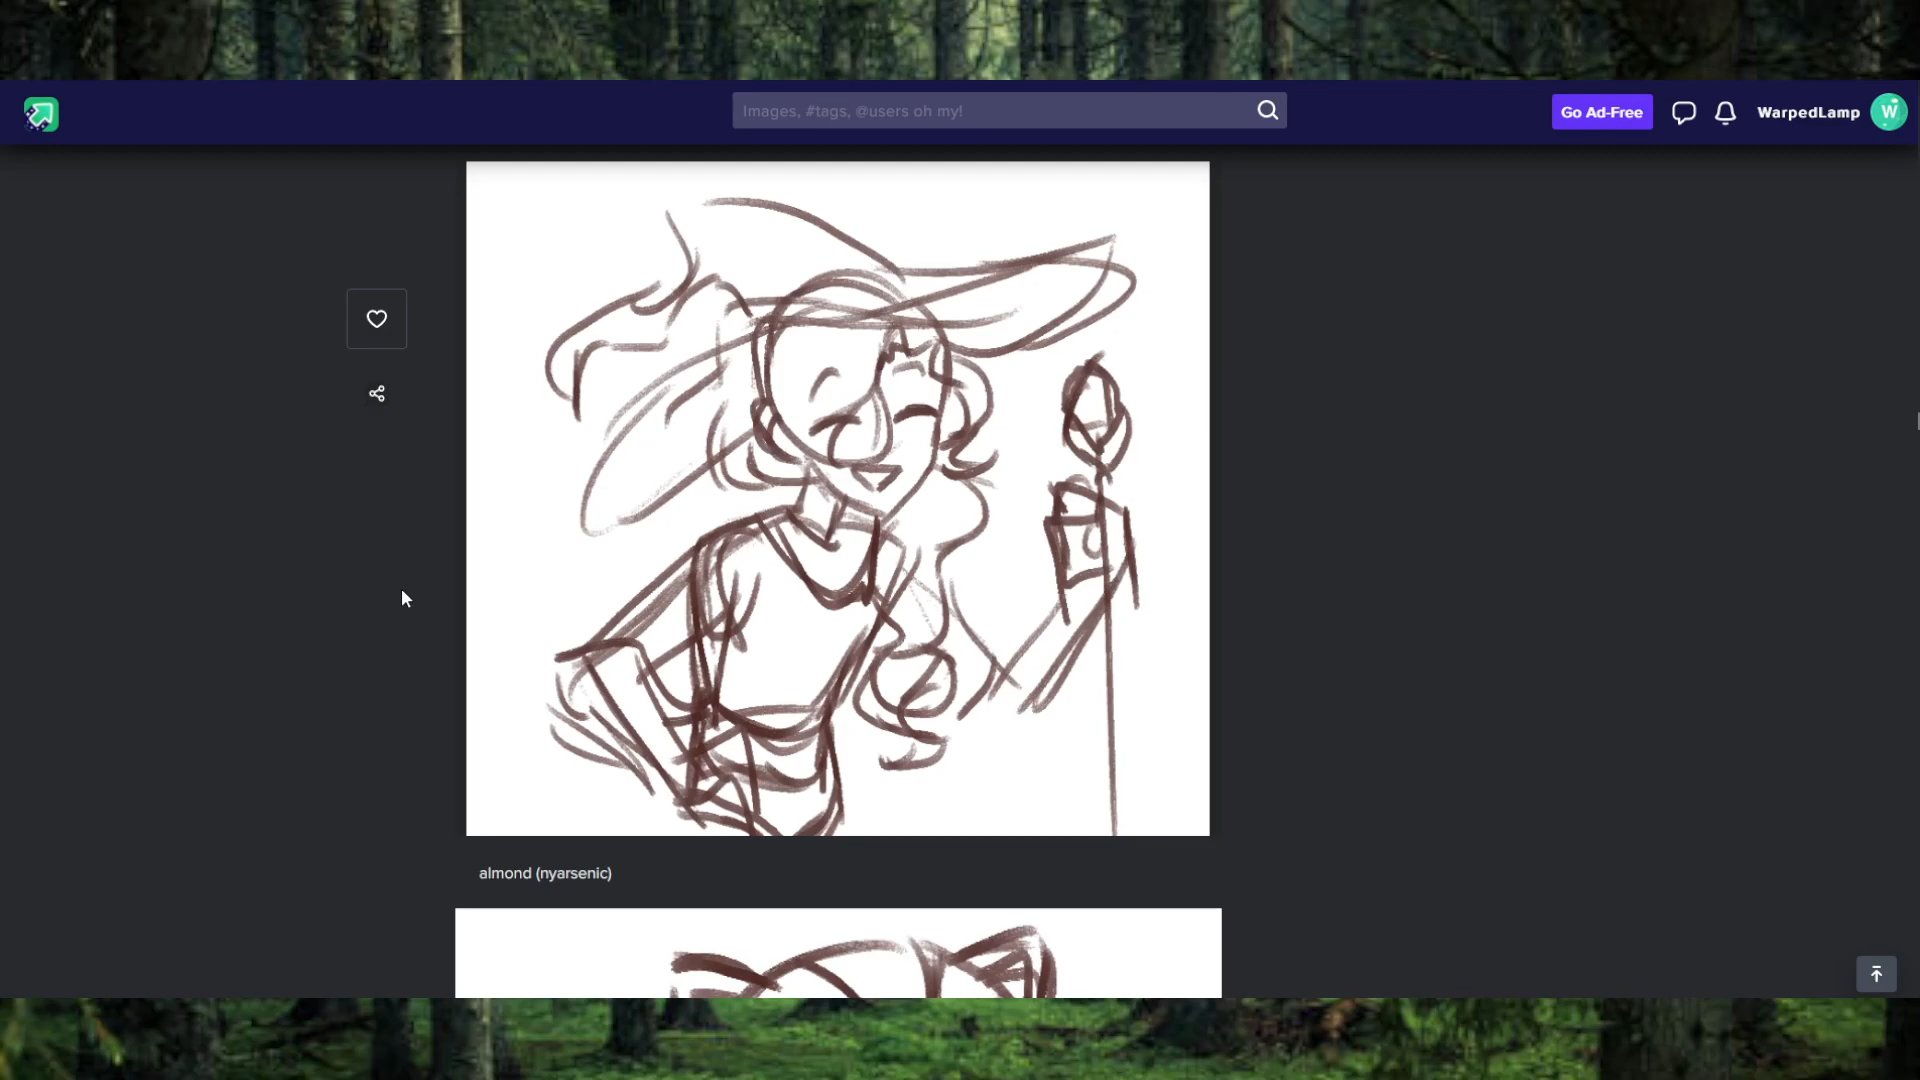 Images, #tags, @users oh my!
Go Ad-Free
WarpedLamp
W
almond (nyarsenic)